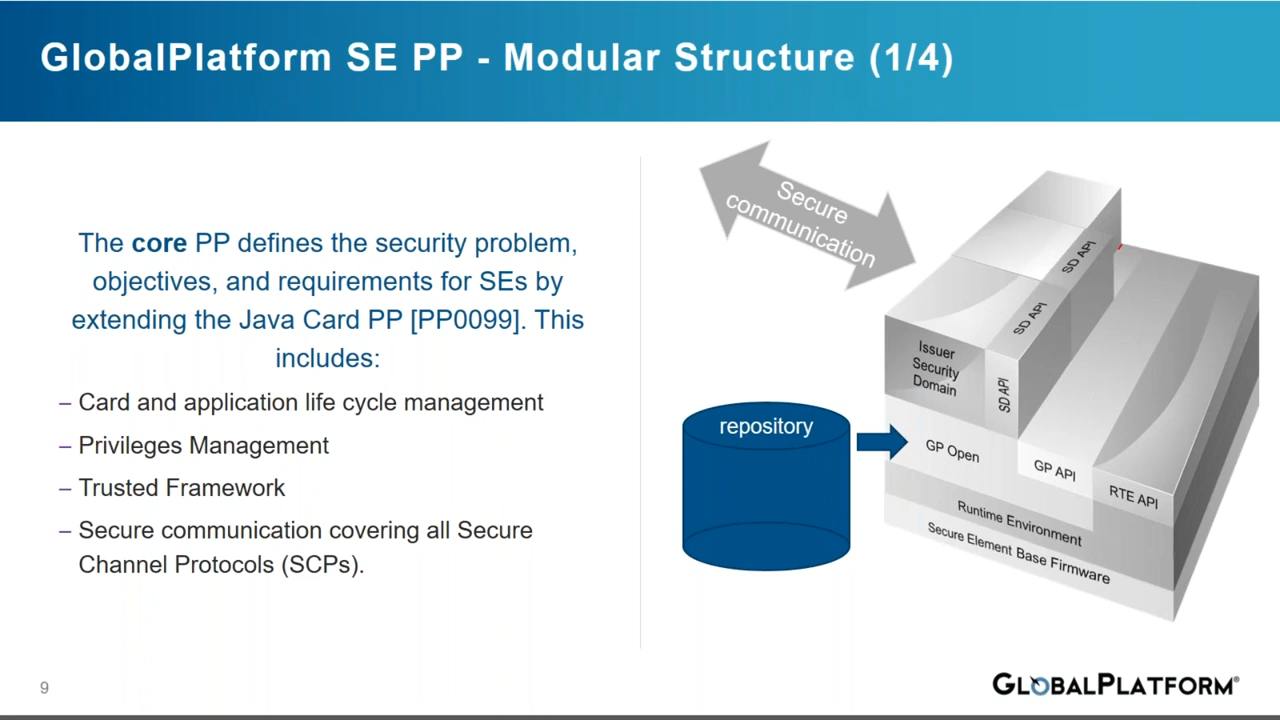 GlobalPlatform SE PP - Modular Structure (1/4)
The core PP defines the security problem,
objectives, and requirements for SEs by
extending the Java Card PP [PP0099]. This
includes:
– Card and application life cycle management
– Privileges Management
– Trusted Framework
– Secure communication covering all Secure
Channel Protocols (SCPs).
Secure
communication
SD API
SD API
SD API
Issuer
Security
Domain
repository
GP Open
GP API
RTE API
Runtime Environment
Secure Element Base Firmware
9
GLOBALPLATFORM®